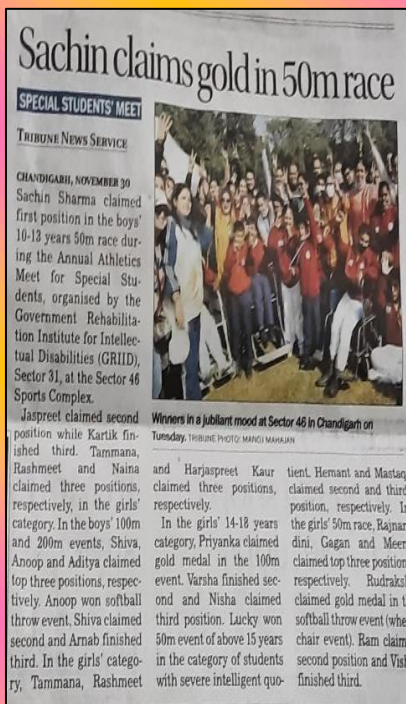 Sachin claims gold in 50m race
SPECIAL STUDENTS' MEET
TRIBUNE NEWS SERVICE
CHANDIGARH, NOVEMBER 30
Sachin Sharma claimed
first position in the boys'
10-13 years 50m race dur-
ing the Annual Athletics
Meet for Special Stu-
dents, organised by the
Government Rehabilita-
tion Institute for Intellec-
tual Disabilities (GRIID),
Sector 31, at the Sector 46
Sports Complex.
Jaspreet claimed second
position while Kartik fin-
ished third. Tammana,
Rashmeet and Naina
claimed three positions,
respectively, in the girls'
category. In the boys' 100m
and 200m events, Shiva,
Anoop and Aditya claimed
top three positions, respec-
tively. Anoop won softball
throw event, Shiva claimed
second and Arnab finished
third. In the girls' catego-
ry, Tammana, Rashmeet
Winners in a jubilant mood at Sector 46 in Chandigarh on
Tuesday. TRIBUNE PHOTO: MANOJ MAHAJAN
and Harjaspreet Kaur
claimed three positions,
respectively.
In the girls' 14-18 years
category, Priyanka claimed
gold medal in the 100m
event. Varsha finished sec-
ond and Nisha claimed
third position. Lucky won
50m event of above 15 years
in the category of students
with severe intelligent quo-
tient. Hemant and Mastaq
claimed second and third
position, respectively. In
the girls' 50m race, Rajnan
dini, Gagan and Meer
claimed top three position
respectively. Rudraksh
claimed gold medal in t
softball throw event (whe
chair event). Ram claim
second position and Vish
finished third.